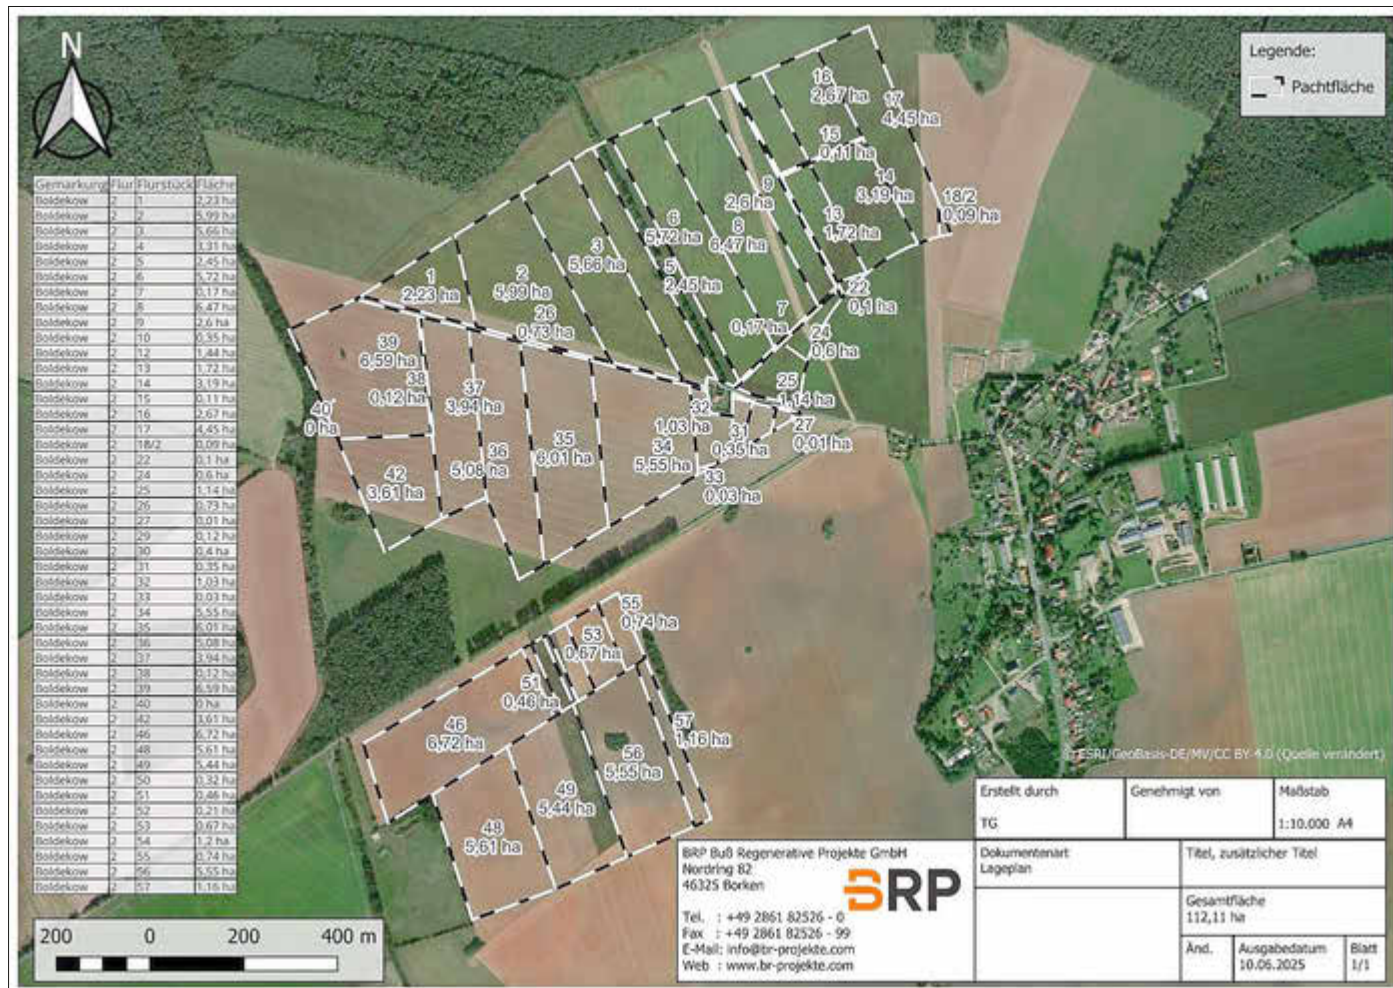 N
Legende:
Pachtfläche
Gemarkung Flur Flurstück Fläche
Boldekow 2 1 2,23 ha
Boldekow 2 2 5,99 ha
Boldekow 2 3 5,66 ha
Boldekow 2 4 3,31 ha
Boldekow 2 5 2,45 ha
Boldekow 2 6 5,72 ha
Boldekow 2 7 0,17 ha
Boldekow 2 8 6,47 ha
Boldekow 2 9 2,6 ha
Boldekow 2 10 0,35 ha
Boldekow 2 12 1,44 ha
Boldekow 2 13 1,72 ha
Boldekow 2 14 3,19 ha
Boldekow 2 15 0,11 ha
Boldekow 2 16 2,67 ha
Boldekow 2 17 4,45 ha
Boldekow 2 18/2 0,09 ha
Boldekow 2 22 0,1 ha
Boldekow 2 24 0,6 ha
Boldekow 2 25 1,14 ha
Boldekow 2 26 0,73 ha
Boldekow 2 27 0,01 ha
Boldekow 2 29 0,12 ha
Boldekow 2 30 0,4 ha
Boldekow 2 31 0,35 ha
Boldekow 2 32 1,03 ha
Boldekow 2 33 0,03 ha
Boldekow 2 34 5,55 ha
Boldekow 2 35 6,01 ha
Boldekow 2 36 5,08 ha
Boldekow 2 37 3,94 ha
Boldekow 2 38 0,12 ha
Boldekow 2 39 6,59 ha
Boldekow 2 40 0 ha
Boldekow 2 42 3,61 ha
Boldekow 2 46 6,72 ha
Boldekow 2 48 5,61 ha
Boldekow 2 49 5,44 ha
Boldekow 2 50 0,32 ha
Boldekow 2 51 0,46 ha
Boldekow 2 52 0,21 ha
Boldekow 2 53 0,67 ha
Boldekow 2 54 1,2 ha
Boldekow 2 55 0,74 ha
Boldekow 2 56 5,55 ha
Boldekow 2 57 1,16 ha
16
2,67 ha
17
4,45 ha
15
0,11 ha
14
3,19 ha
18/2
0,09 ha
9
2,6 ha
13
1,72 ha
6
5,72 ha
8
6,47 ha
3
5,66 ha
5
2,45 ha
1
2,23 ha
2
5,99 ha
22
0,1 ha
26
0,73 ha
7
0,17 ha
24
0,6 ha
39
6,59 ha
38
0,12 ha
37
3,94 ha
25
1,14 ha
40
0 ha
32
1,03 ha
31
0,35 ha
27
0,01 ha
35
6,01 ha
34
5,55 ha
36
5,08 ha
42
3,61 ha
33
0,03 ha
55
0,74 ha
53
0,67 ha
51
0,46 ha
46
6,72 ha
57
1,16 ha
56
5,55 ha
49
5,44 ha
48
5,61 ha
© ESRI/GeoBasis-DE/MV/CC BY-4.0 (Quelle verändert)
200 0 200 400 m
BRP Buß Regenerative Projekte GmbH
Nordring 82
46325 Borken
Tel. : +49 2861 82526 - 0
Fax : +49 2861 82526 - 99
E-Mail: info@br-projekte.com
Web : www.br-projekte.com
BRP
Erstellt durch
TG
Genehmigt von
Maßstab
1:10.000 A4
Dokumentenart
Lageplan
Titel, zusätzlicher Titel
Gesamtfläche
112,11 ha
Änd.
Ausgabedatum
10.06.2025
Blatt
1/1